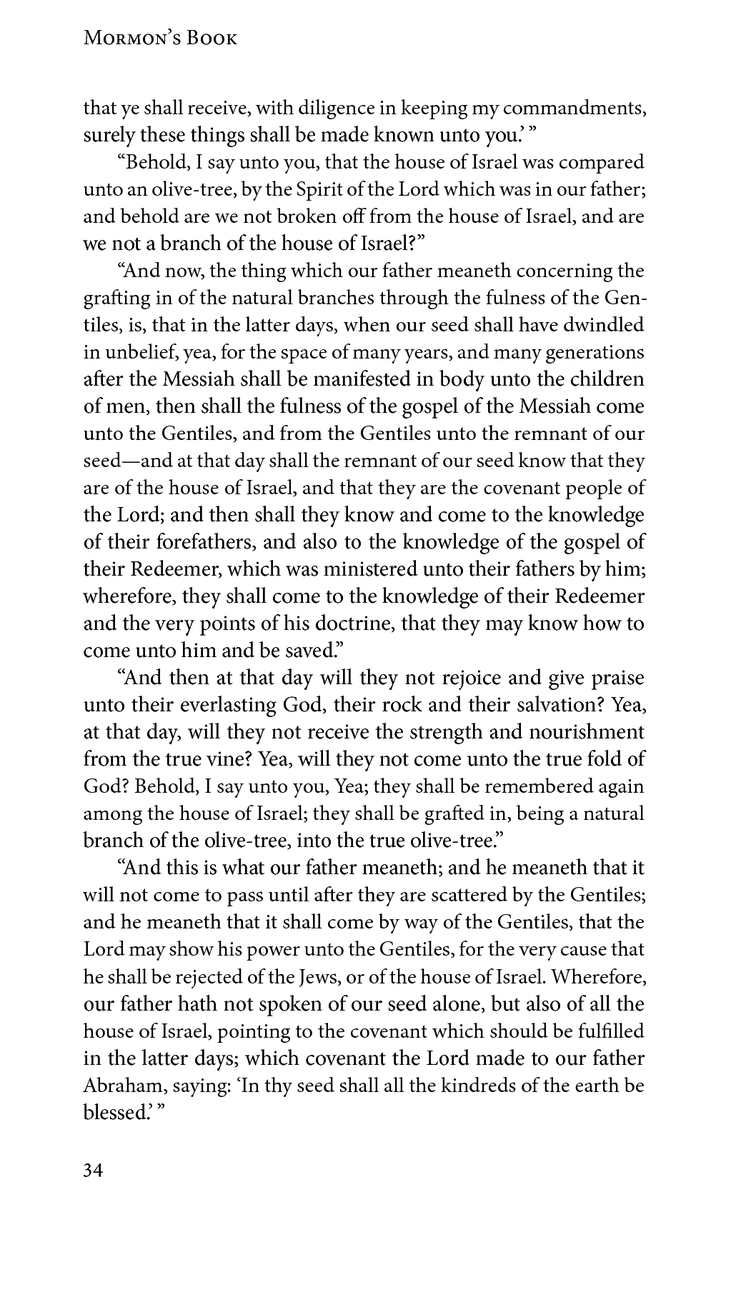 Mormon’s Book
that ye shall receive, with diligence in keeping my commandments,
surely these things shall be made known unto you.’ ”
“Behold, I say unto you, that the house of Israel was compared
unto an olive-tree, by the Spirit of the Lord which was in our father;
and behold are we not broken off from the house of Israel, and are
we not a branch of the house of Israel?”
“And now, the thing which our father meaneth concerning the
grafting in of the natural branches through the fulness of the Gen-
tiles, is, that in the latter days, when our seed shall have dwindled
in unbelief, yea, for the space of many years, and many generations
after the Messiah shall be manifested in body unto the children
of men, then shall the fulness of the gospel of the Messiah come
unto the Gentiles, and from the Gentiles unto the remnant of our
seed—and at that day shall the remnant of our seed know that they
are of the house of Israel, and that they are the covenant people of
the Lord; and then shall they know and come to the knowledge
of their forefathers, and also to the knowledge of the gospel of
their Redeemer, which was ministered unto their fathers by him;
wherefore, they shall come to the knowledge of their Redeemer
and the very points of his doctrine, that they may know how to
come unto him and be saved.”
“And then at that day will they not rejoice and give praise
unto their everlasting God, their rock and their salvation? Yea,
at that day, will they not receive the strength and nourishment
from the true vine? Yea, will they not come unto the true fold of
God? Behold, I say unto you, Yea; they shall be remembered again
among the house of Israel; they shall be grafted in, being a natural
branch of the olive-tree, into the true olive-tree.”
“And this is what our father meaneth; and he meaneth that it
will not come to pass until after they are scattered by the Gentiles;
and he meaneth that it shall come by way of the Gentiles, that the
Lord may show his power unto the Gentiles, for the very cause that
he shall be rejected of the Jews, or of the house of Israel. Wherefore,
our father hath not spoken of our seed alone, but also of all the
house of Israel, pointing to the covenant which should be fulfilled
in the latter days; which covenant the Lord made to our father
Abraham, saying: ‘In thy seed shall all the kindreds of the earth be
blessed.’ ”
34